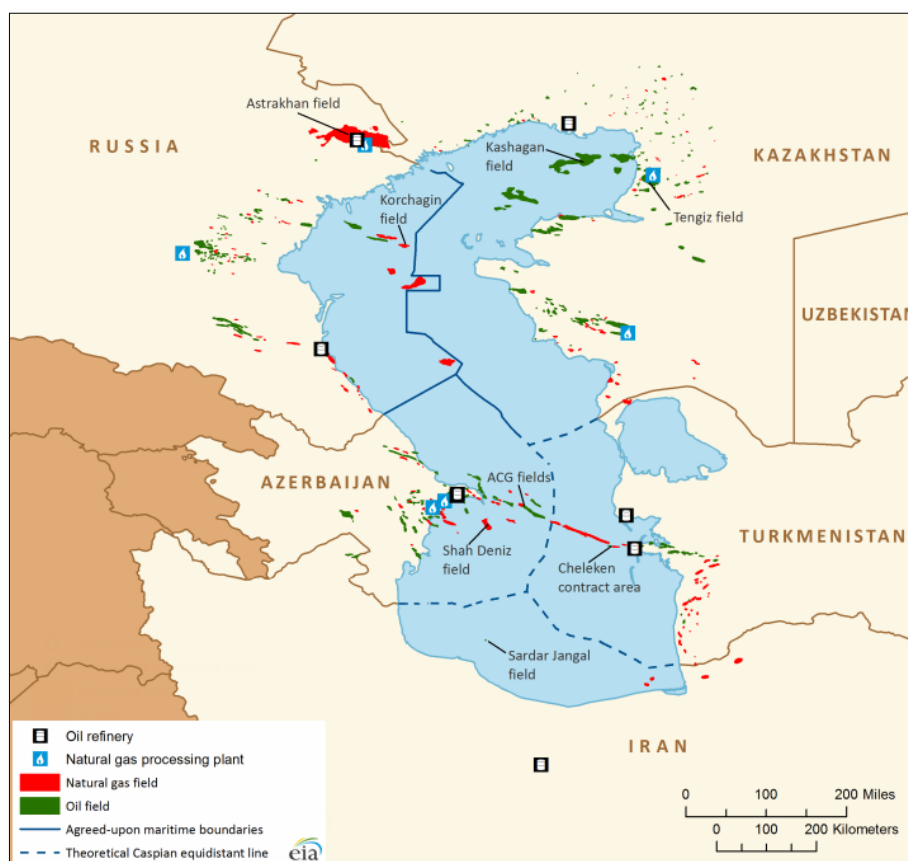 Astrakhan field
RUSSIA
Kashagan
field
KAZAKHSTAN
Korchagin
field
Tengiz field
UZBEKISTAN
AZERBAIJAN
ACG fields
Shah Deniz
field
TURKMENISTAN
Cheleken
contract area
Sardar Jangal
field
IRAN
Oil refinery
Natural gas processing plant
Natural gas field
Oil field
Agreed-upon maritime boundaries
Theoretical Caspian equidistant line
eia
0 100 200 Miles
0 100 200 Kilometers